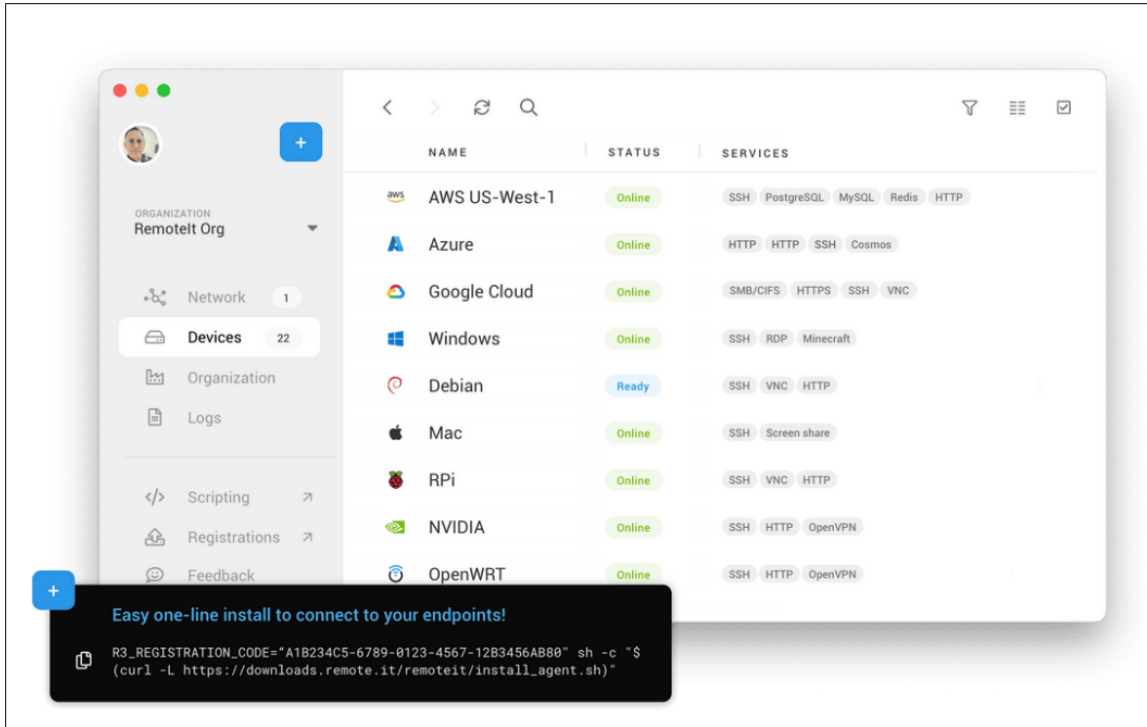 +
ORGANIZATION
RemoteIt Org
Network 1
Devices 22
Organization
Logs
Scripting
Registrations
Feedback
NAME STATUS SERVICES
aws AWS US-West-1 Online SSH PostgreSQL MySQL Redis HTTP
Azure Online HTTP HTTP SSH Cosmos
Google Cloud Online SMB/CIFS HTTPS SSH VNC
Windows Online SSH RDP Minecraft
Debian Ready SSH VNC HTTP
Mac Online SSH Screen share
RPi Online SSH VNC HTTP
NVIDIA Online SSH HTTP OpenVPN
OpenWRT Online SSH HTTP OpenVPN
+
Easy one-line install to connect to your endpoints!
R3_REGISTRATION_CODE="A1B234C5-6789-0123-4567-12B3456AB80" sh -c "$
(curl -L https://downloads.remote.it/remoteit/install_agent.sh)"